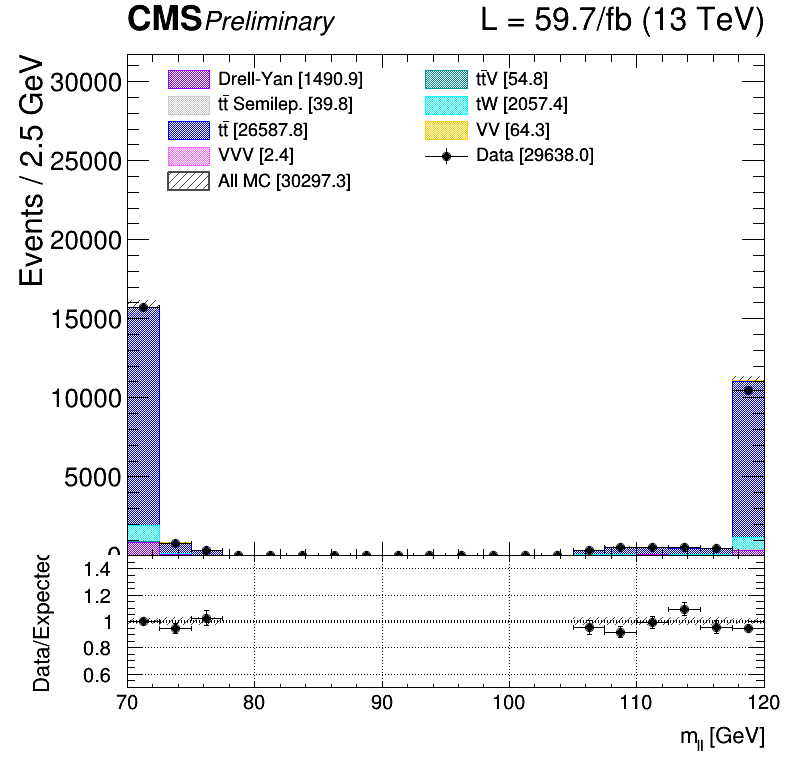 CMS Preliminary L = 59.7/fb (13 TeV)
Events / 2.5 GeV
30000
25000
20000
15000
10000
5000
0
Drell-Yan [1490.9]
tt̄ Semilep. [39.8]
tt̄ [26587.8]
VVV [2.4]
All MC [30297.3]
tt̄V [54.8]
tW [2057.4]
VV [64.3]
Data [29638.0]
Data/Expected
1.4
1.2
1
0.8
0.6
70 80 90 100 110 120
m_ll [GeV]